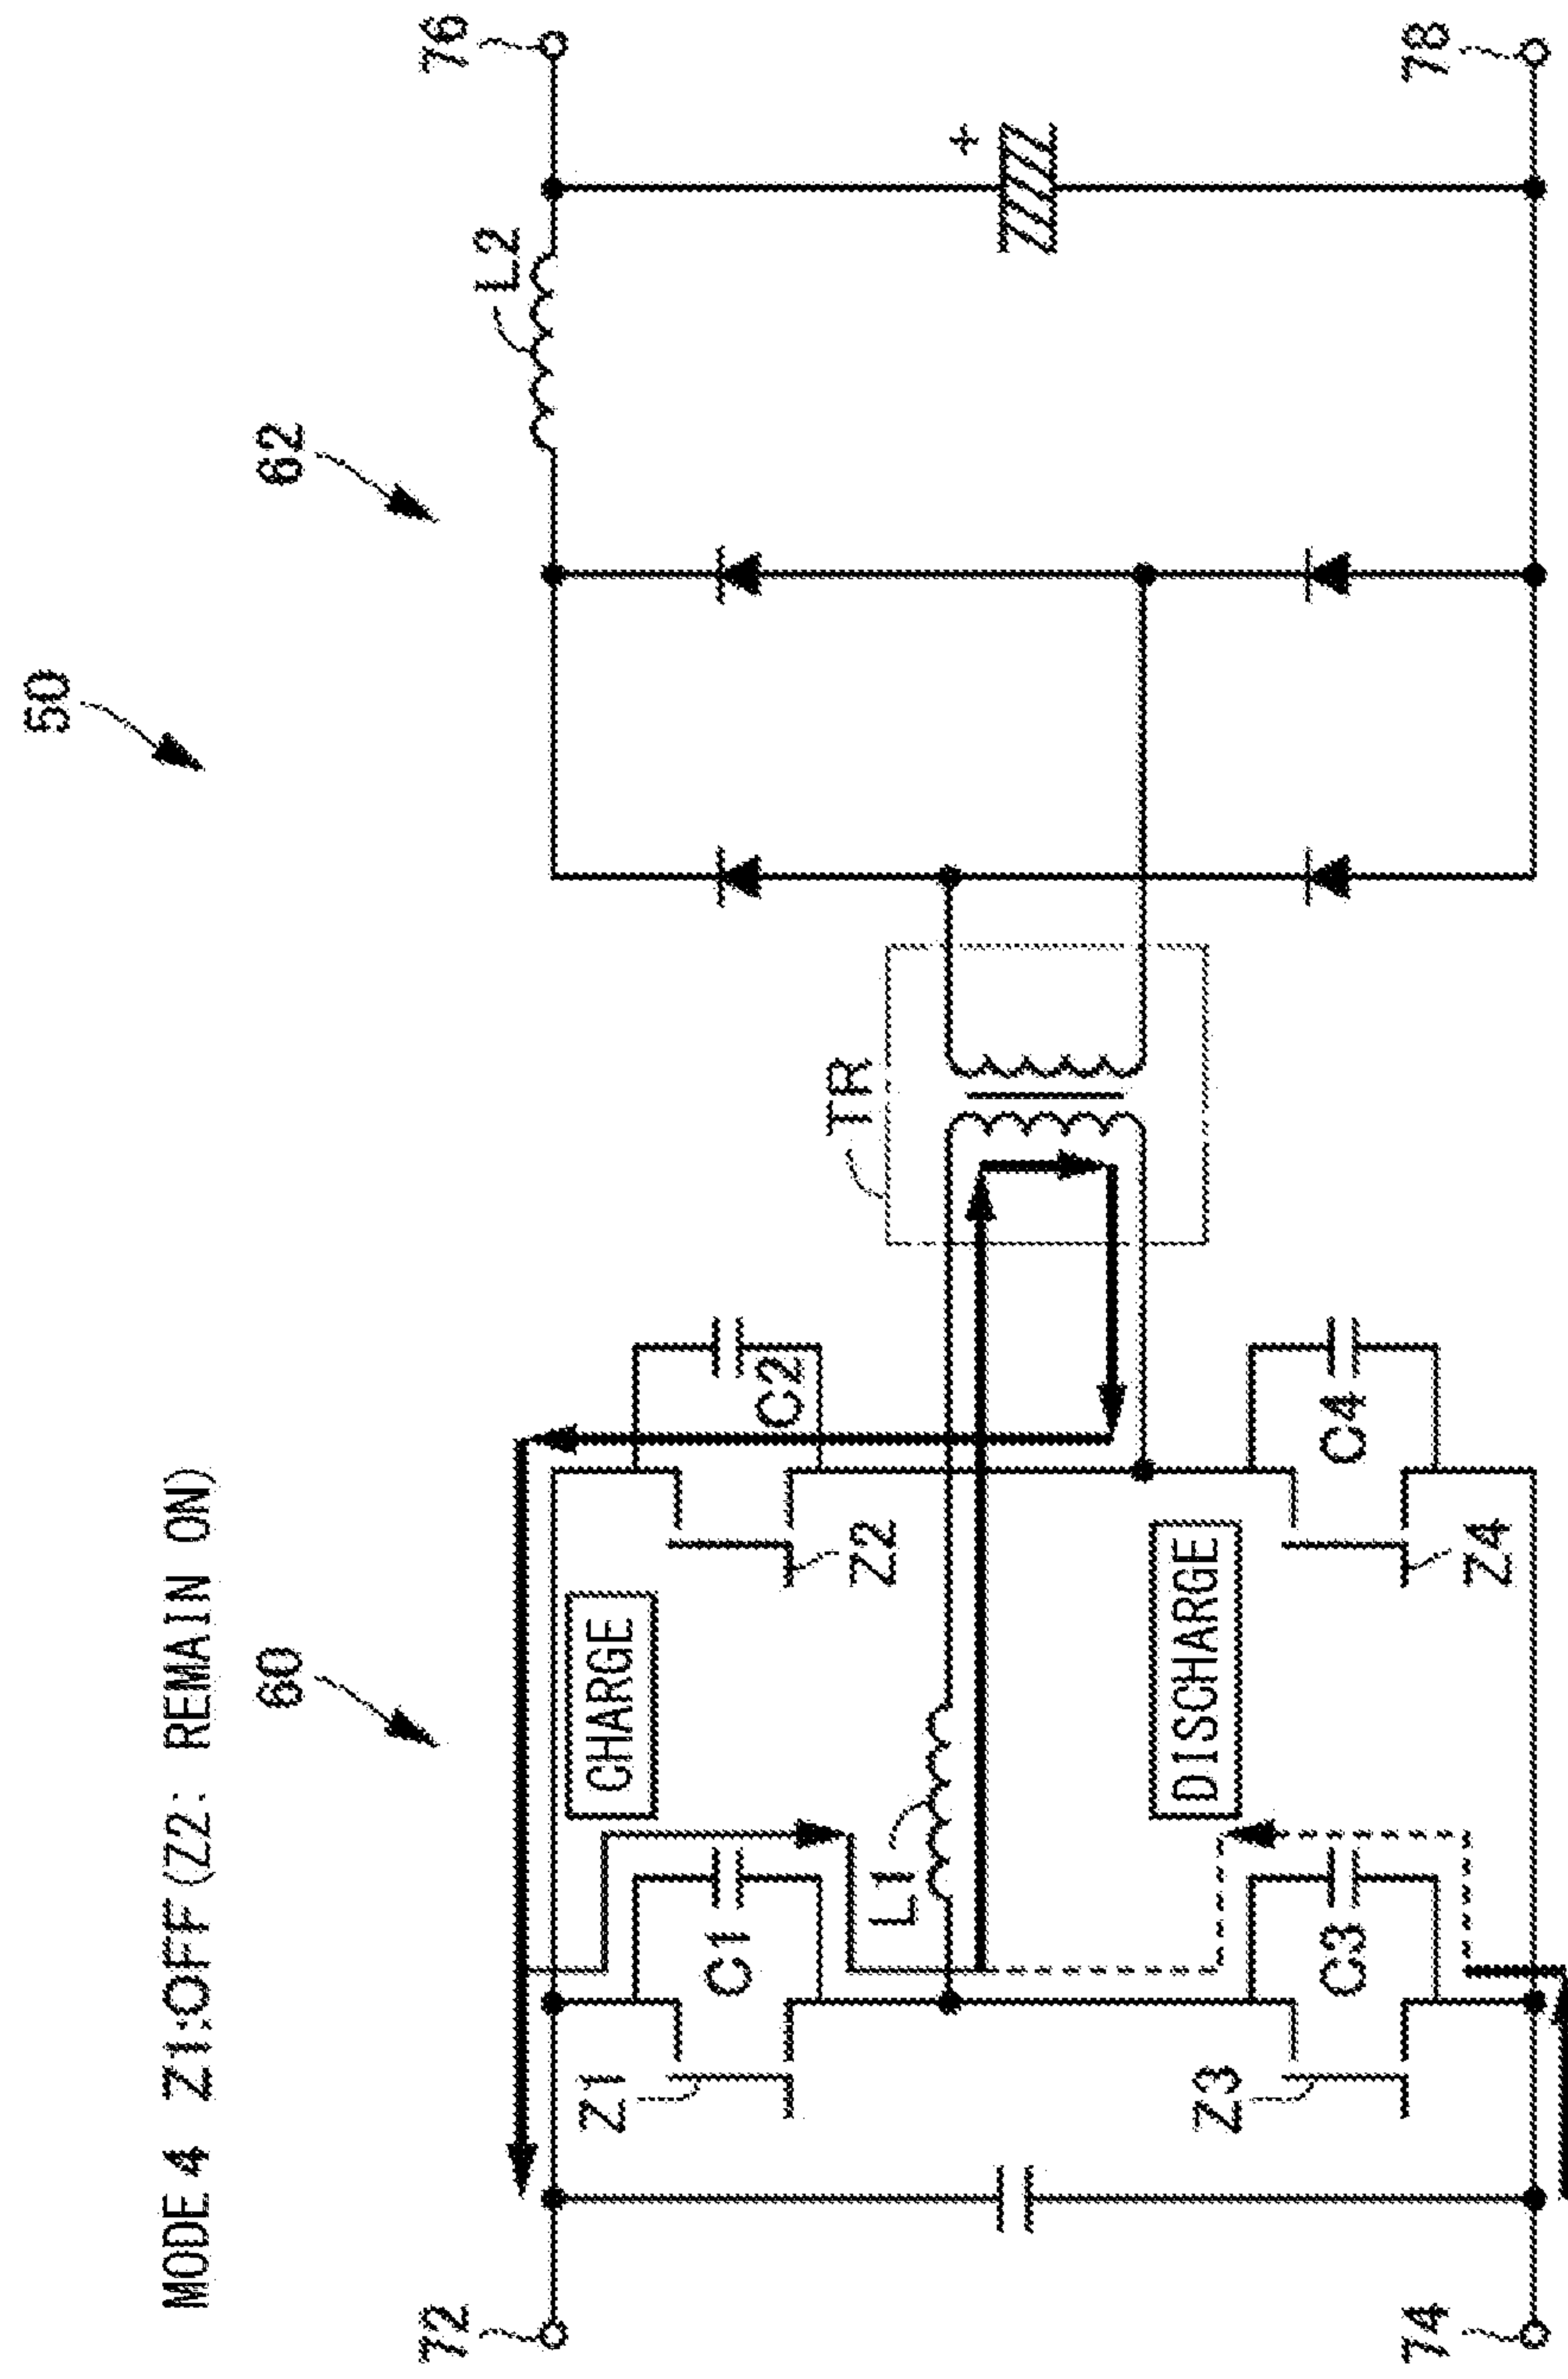 MODE 4 Z1:OFF(Z2: REMAIN ON)
50
60
62
72
76
L2
CHARGE
Z1
C1
C2
Z2
TR
L1
+
DISCHARGE
Z3
C3
C4
Z4
74
78